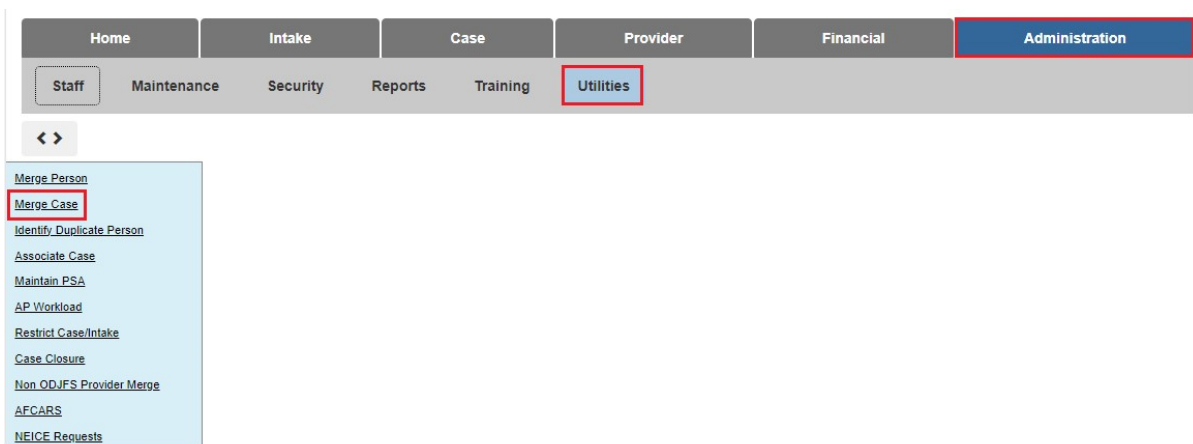 Home Intake Case Provider Financial Administration
Staff Maintenance Security Reports Training Utilities
Merge Person
Merge Case
Identify Duplicate Person
Associate Case
Maintain PSA
AP Workload
Restrict Case/Intake
Case Closure
Non ODJFS Provider Merge
AFCARS
NEICE Requests